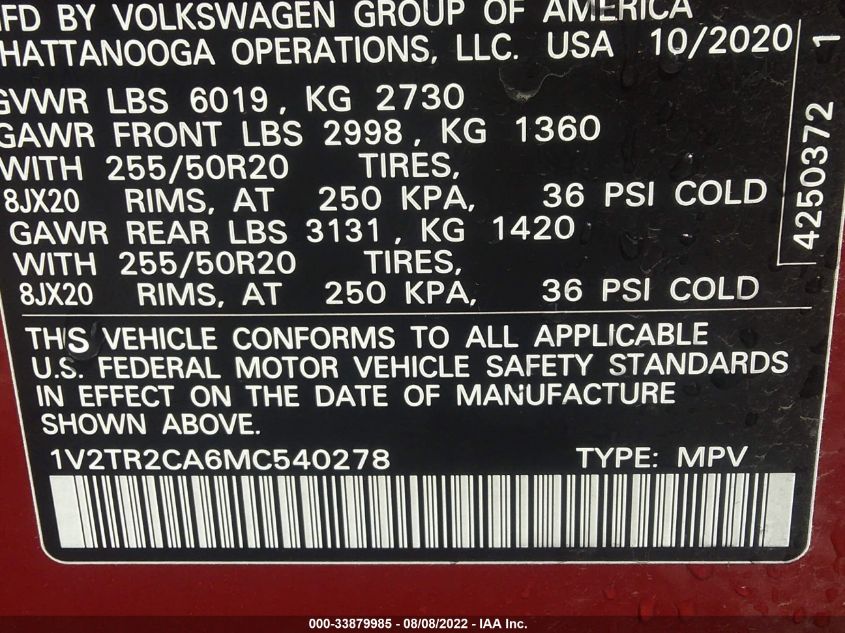 MFD BY VOLKSWAGEN GROUP OF AMERICA
CHATTANOOGA OPERATIONS, LLC. USA 10/2020
GVWR LBS 6019, KG 2730
GAWR FRONT LBS 2998, KG 1360
WITH 255/50R20 TIRES,
8JX20 RIMS, AT 250 KPA, 36 PSI COLD
GAWR REAR LBS 3131, KG 1420
WITH 255/50R20 TIRES,
8JX20 RIMS, AT 250 KPA, 36 PSI COLD
4250372 1
THIS VEHICLE CONFORMS TO ALL APPLICABLE
U.S. FEDERAL MOTOR VEHICLE SAFETY STANDARDS
IN EFFECT ON THE DATE OF MANUFACTURE
SHOWN ABOVE.
1V2TR2CA6MC540278 TYPE: MPV
000-33879985 - 08/08/2022 - IAA Inc.